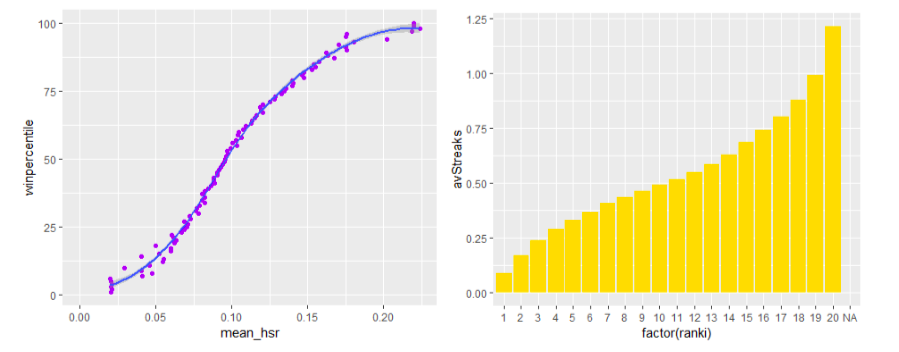 100
75
50
25
0
winpercentile
0.00 0.05 0.10 0.15 0.20
mean_hsr
1.25
1.00
0.75
0.50
0.25
0.00
avStreaks
1 2 3 4 5 6 7 8 9 10 11 12 13 14 15 16 17 18 19 20 NA
factor(ranki)